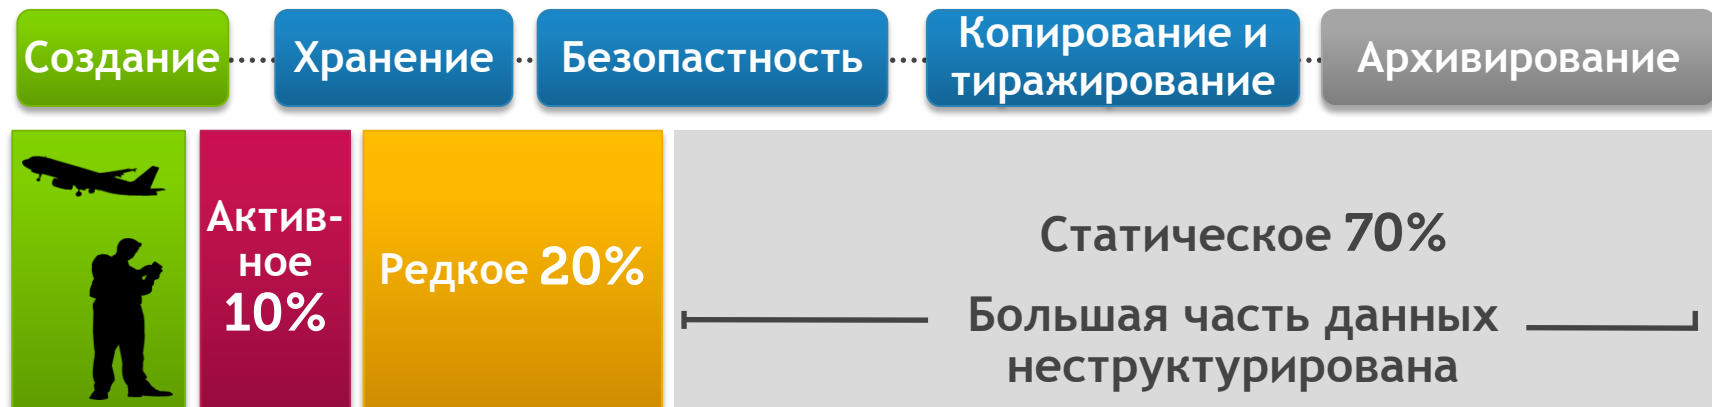 Создание
Хранение
Безопастность
Копирование и
тиражирование
Архивирование
Актив-
ное
10%
Редкое 20%
Статическое 70%
Большая часть данных
неструктурирована